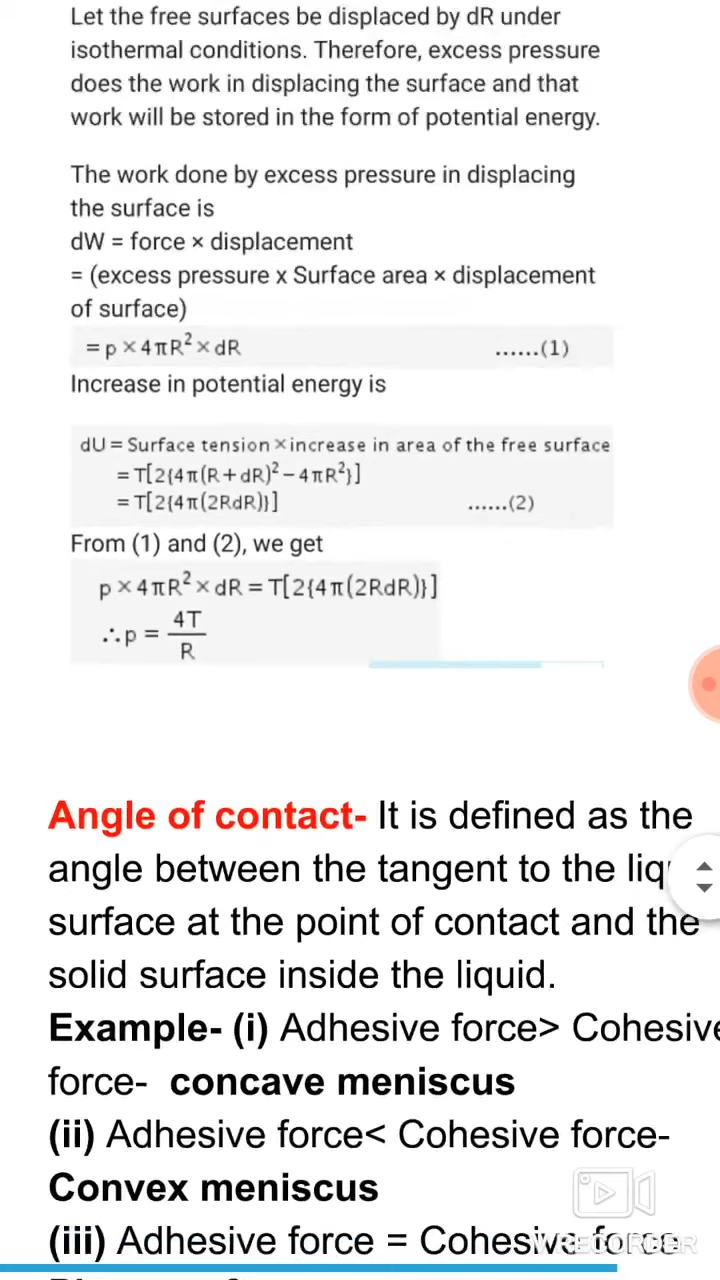 Let the free surfaces be displaced by dR under
isothermal conditions. Therefore, excess pressure
does the work in displacing the surface and that
work will be stored in the form of potential energy.
The work done by excess pressure in displacing
the surface is
dW = force × displacement
= (excess pressure x Surface area × displacement
of surface)
= p × 4πR² × dR ......(1)
Increase in potential energy is
dU = Surface tension × increase in area of the free surface
= T[2{4π(R + dR)² − 4πR²}]
= T[2{4π(2RdR)}] ......(2)
From (1) and (2), we get
p × 4πR² × dR = T[2{4π(2RdR)}]
∴p = 4T/R
Angle of contact- It is defined as the
angle between the tangent to the liq
surface at the point of contact and the
solid surface inside the liquid.
Example- (i) Adhesive force> Cohesive
force- concave meniscus
(ii) Adhesive force< Cohesive force-
Convex meniscus
(iii) Adhesive force = Cohesive force
V RECORDER